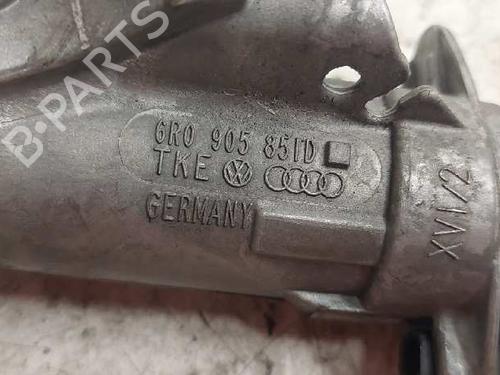 B-PARTS
6R0 905 851D
TKE
GERMANY
XVI/2